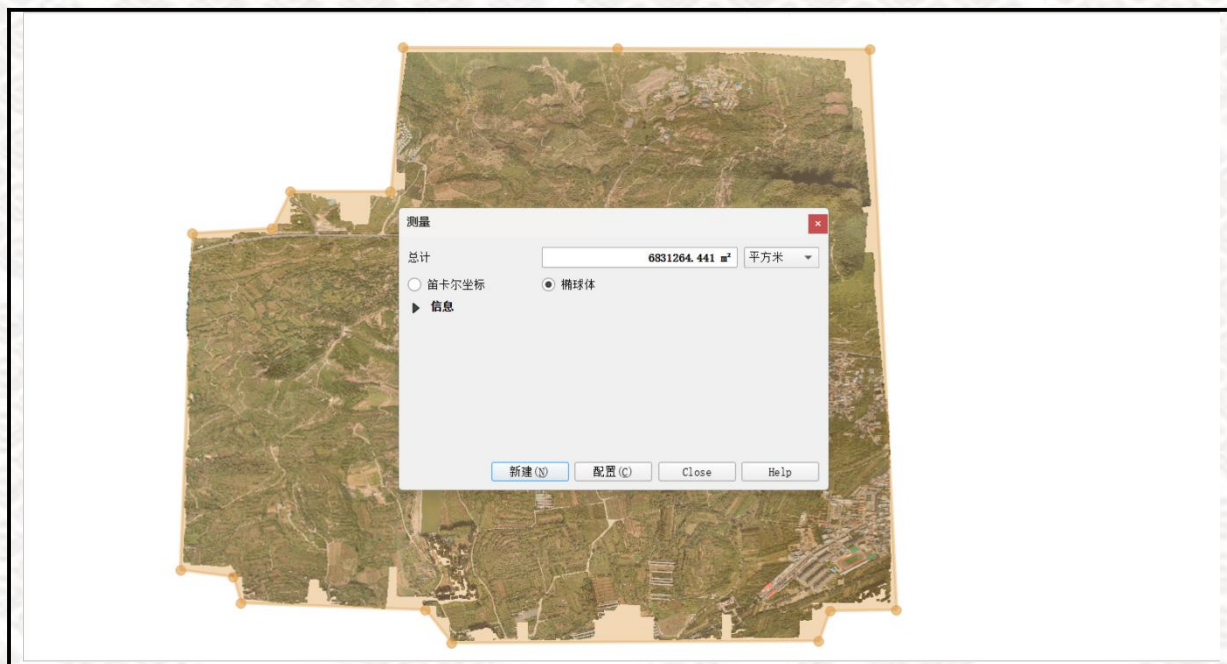 测量
总计 6831264.441 m² 平方米
笛卡尔坐标 椭球体
信息
新建(N) 配置(C) Close Help